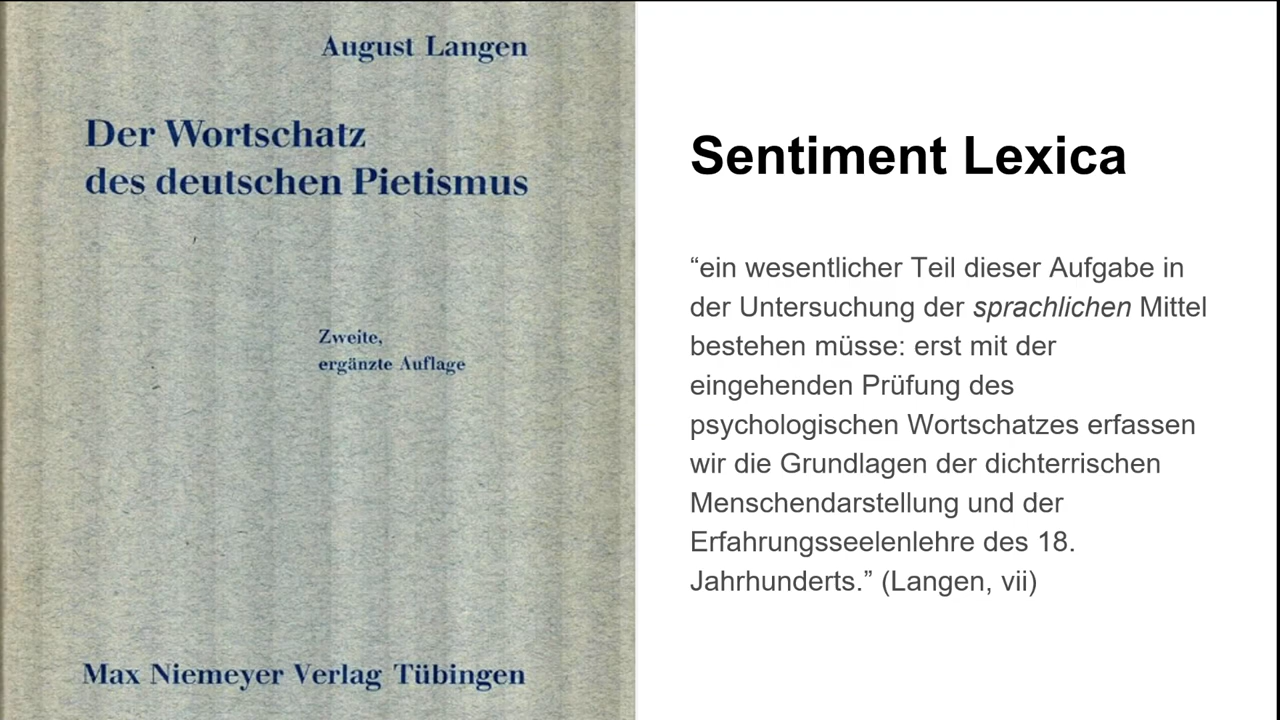 August Langen
Der Wortschatz
des deutschen Pietismus
Zweite,
ergänzte Auflage
Max Niemeyer Verlag Tübingen
Sentiment Lexica
“ein wesentlicher Teil dieser Aufgabe in
der Untersuchung der sprachlichen Mittel
bestehen müsse: erst mit der
eingehenden Prüfung des
psychologischen Wortschatzes erfassen
wir die Grundlagen der dichterrischen
Menschendarstellung und der
Erfahrungsseelenlehre des 18.
Jahrhunderts.” (Langen, vii)